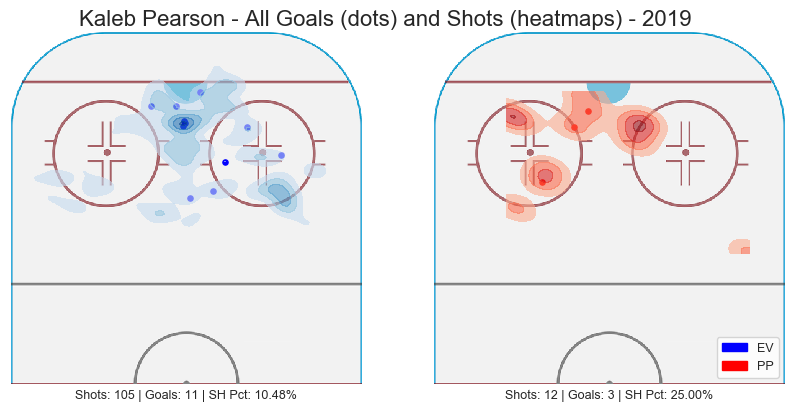 Kaleb Pearson - All Goals (dots) and Shots (heatmaps) - 2019
EV
PP
Shots: 105 | Goals: 11 | SH Pct: 10.48%
Shots: 12 | Goals: 3 | SH Pct: 25.00%